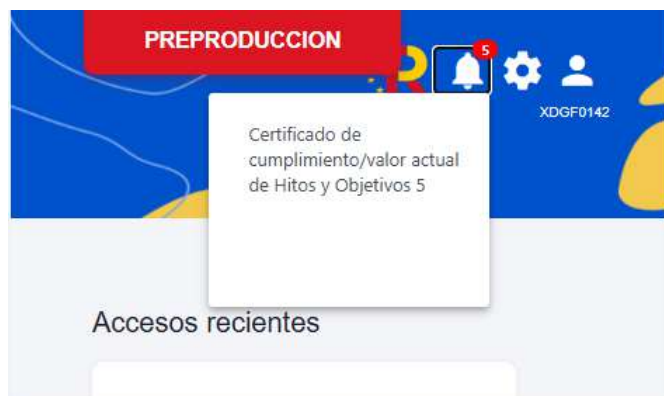 PREPRODUCCION
5
XDGF0142
Certificado de
cumplimiento/valor actual
de Hitos y Objetivos 5
Accesos recientes